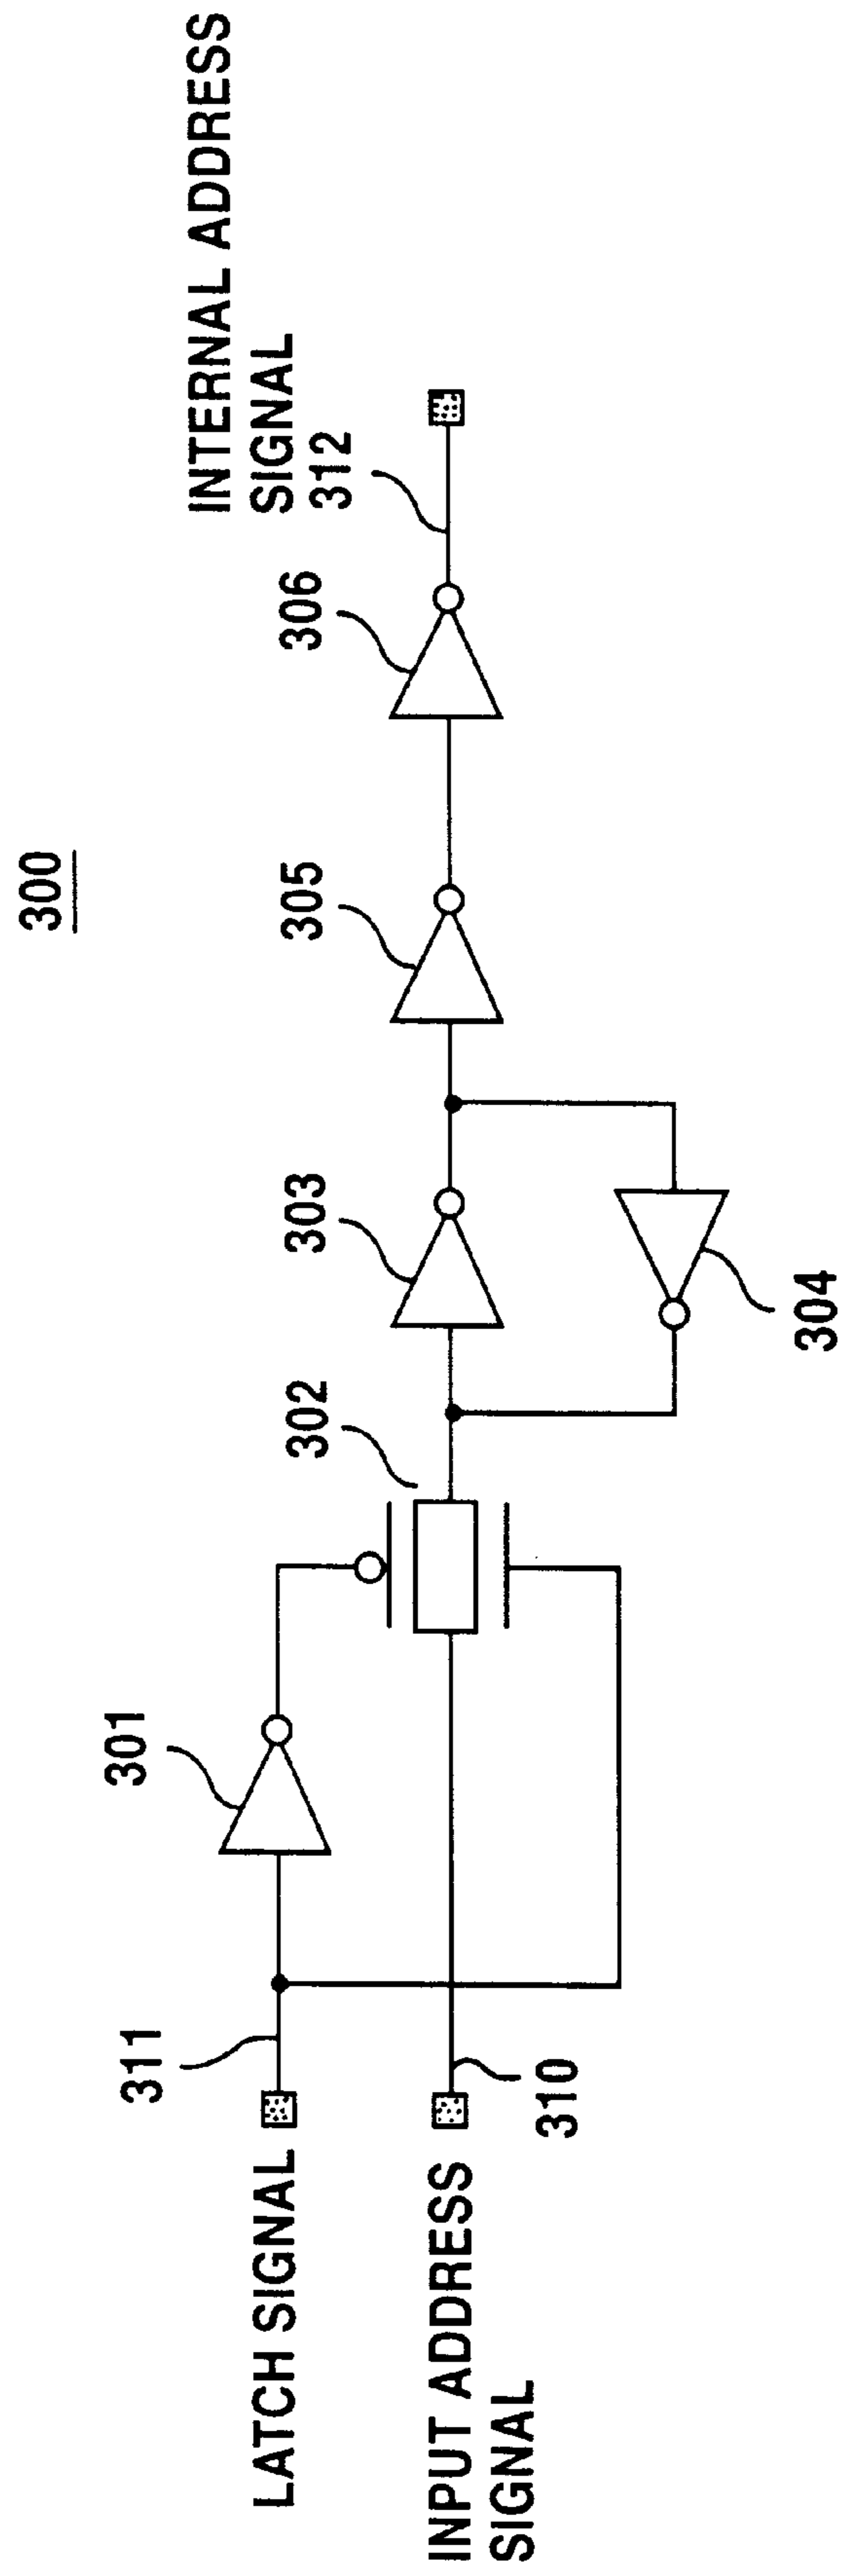 300
LATCH SIGNAL
311
301
INPUT ADDRESS
SIGNAL
310
302
303
304
305
306
INTERNAL ADDRESS
SIGNAL
312